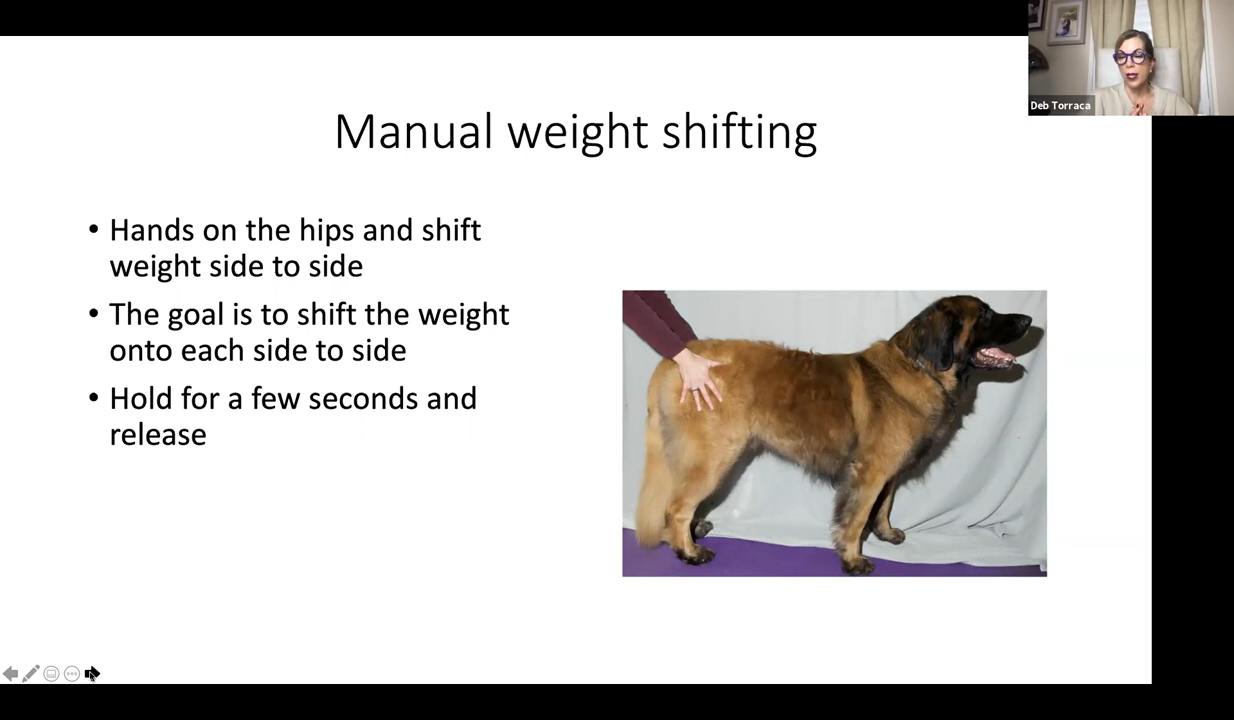 Deb Torraca
Manual weight shifting
• Hands on the hips and shift
weight side to side
• The goal is to shift the weight
onto each side to side
• Hold for a few seconds and
release